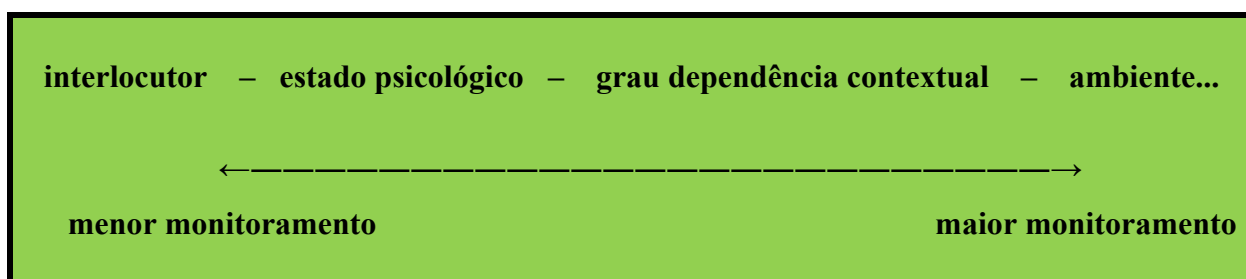 interlocutor – estado psicológico – grau dependência contextual – ambiente...
←—————————————————————————→
menor monitoramento maior monitoramento